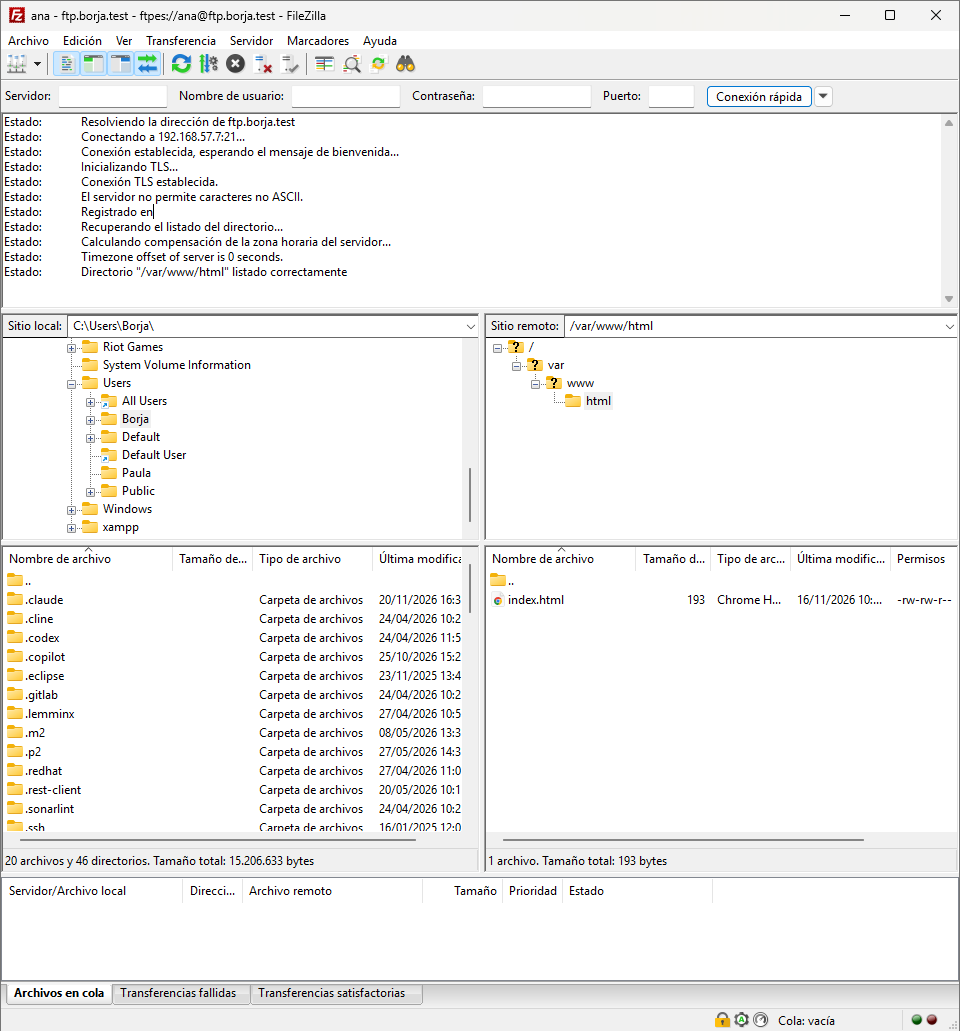 ana - ftp.borja.test - ftpes://ana@ftp.borja.test - FileZilla
Archivo Edición Ver Transferencia Servidor Marcadores Ayuda
Servidor: Nombre de usuario: Contraseña: Puerto: Conexión rápida
Estado: Resolviendo la dirección de ftp.borja.test
Estado: Conectando a 192.168.57.7:21...
Estado: Conexión establecida, esperando el mensaje de bienvenida...
Estado: Inicializando TLS...
Estado: Conexión TLS establecida.
Estado: El servidor no permite caracteres no ASCII.
Estado: Registrado en
Estado: Recuperando el listado del directorio...
Estado: Calculando compensación de la zona horaria del servidor...
Estado: Timezone offset of server is 0 seconds.
Estado: Directorio "/var/www/html" listado correctamente
Sitio local: C:\Users\Borja\
Riot Games
System Volume Information
Users
All Users
Borja
Default
Default User
Paula
Public
Windows
xampp
Sitio remoto: /var/www/html
/
var
www
html
Nombre de archivo Tamaño de... Tipo de archivo Última modifica
..
.claude Carpeta de archivos 20/11/2026 16:3
.cline Carpeta de archivos 24/04/2026 10:2
.codex Carpeta de archivos 24/04/2026 11:5
.copilot Carpeta de archivos 25/10/2026 15:2
.eclipse Carpeta de archivos 23/11/2025 13:4
.gitlab Carpeta de archivos 24/04/2026 10:2
.lemminx Carpeta de archivos 27/04/2026 10:5
.m2 Carpeta de archivos 08/05/2026 13:3
.p2 Carpeta de archivos 27/05/2026 14:3
.redhat Carpeta de archivos 27/04/2026 11:0
.rest-client Carpeta de archivos 20/05/2026 10:1
.sonarlint Carpeta de archivos 24/04/2026 10:2
.ssh Carpeta de archivos 16/01/2025 12:0
20 archivos y 46 directorios. Tamaño total: 15.206.633 bytes
Nombre de archivo Tamaño d... Tipo de arc... Última modific... Permisos
..
index.html 193 Chrome H... 16/11/2026 10:... -rw-rw-r--
1 archivo. Tamaño total: 193 bytes
Servidor/Archivo local Direcci... Archivo remoto Tamaño Prioridad Estado
Archivos en cola Transferencias fallidas Transferencias satisfactorias
Cola: vacía